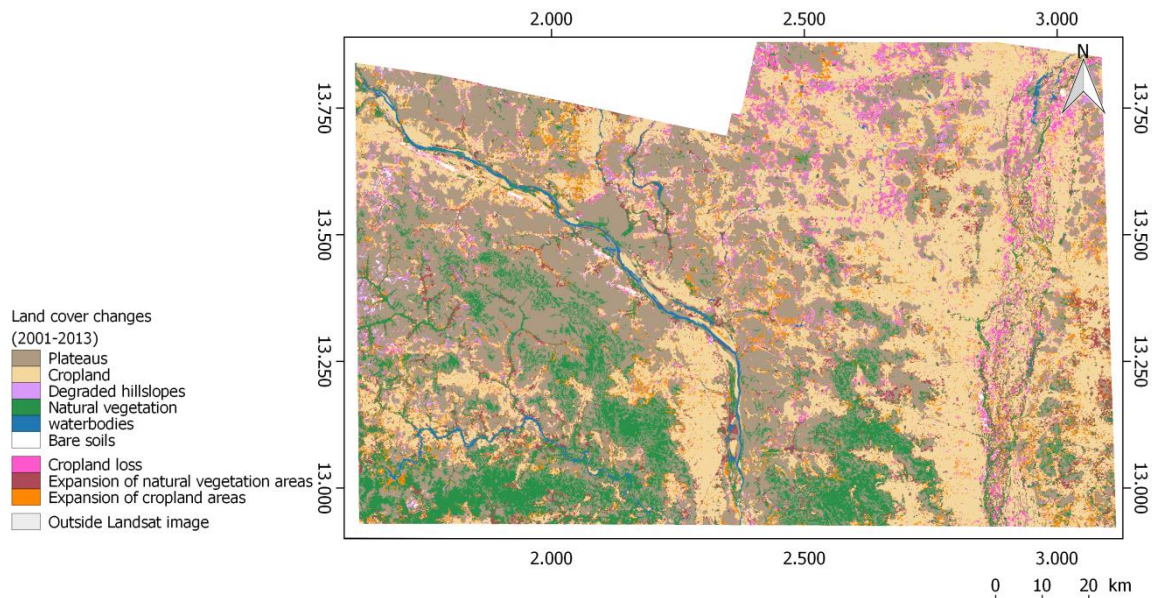 2.000 2.500 3.000
N
13.750 13.750
13.500 13.500
13.250 13.250
13.000 13.000
Land cover changes
(2001-2013)
Plateaus
Cropland
Degraded hillslopes
Natural vegetation
waterbodies
Bare soils
Cropland loss
Expansion of natural vegetation areas
Expansion of cropland areas
Outside Landsat image
2.000 2.500 3.000
0 10 20 km